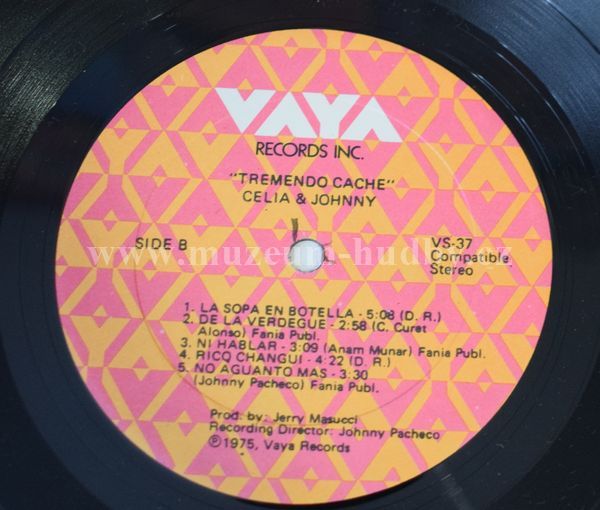 VAYA
RECORDS INC.
"TREMENDO CACHE"
CELIA & JOHNNY
SIDE B
VS-37
Compatible
Stereo
www.muzeum-hudby.cz
1. LA SOPA EN BOTELLA - 5:08 (D. R.)
2. DE LA VERDEGUE - 2:58 (C. Curet
Alonso) Fania Publ.
3. NI HABLAR - 3:09 (Anam Munar) Fania Publ.
4. RICO CHANGUI - 4:22 (D. R.)
5. NO AGUANTO MAS - 3:30
(Johnny Pacheco) Fania Publ.
Prod. by: Jerry Masucci
Recording Director: Johnny Pacheco
℗1975, Vaya Records